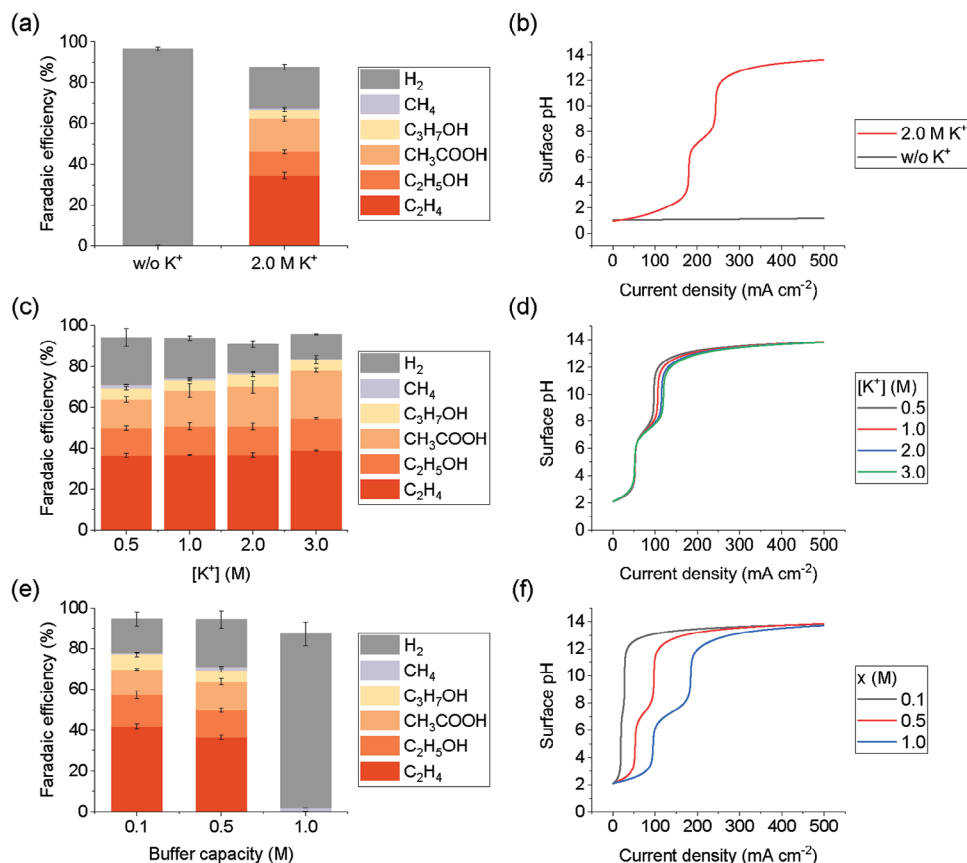 (a)
Faradaic efficiency (%)
100
80
60
40
20
0
w/o K⁺
2.0 M K⁺
H₂
CH₄
C₃H₇OH
CH₃COOH
C₂H₅OH
C₂H₄
(b)
Surface pH
14
12
10
8
6
4
2
0
0 100 200 300 400 500
Current density (mA cm⁻²)
2.0 M K⁺
w/o K⁺
(c)
Faradaic efficiency (%)
100
80
60
40
20
0
0.5 1.0 2.0 3.0
[K⁺] (M)
H₂
CH₄
C₃H₇OH
CH₃COOH
C₂H₅OH
C₂H₄
(d)
Surface pH
14
12
10
8
6
4
2
0
0 100 200 300 400 500
Current density (mA cm⁻²)
[K⁺] (M)
0.5
1.0
2.0
3.0
(e)
Faradaic efficiency (%)
100
80
60
40
20
0
0.1 0.5 1.0
Buffer capacity (M)
H₂
CH₄
C₃H₇OH
CH₃COOH
C₂H₅OH
C₂H₄
(f)
Surface pH
14
12
10
8
6
4
2
0
0 100 200 300 400 500
Current density (mA cm⁻²)
x (M)
0.1
0.5
1.0